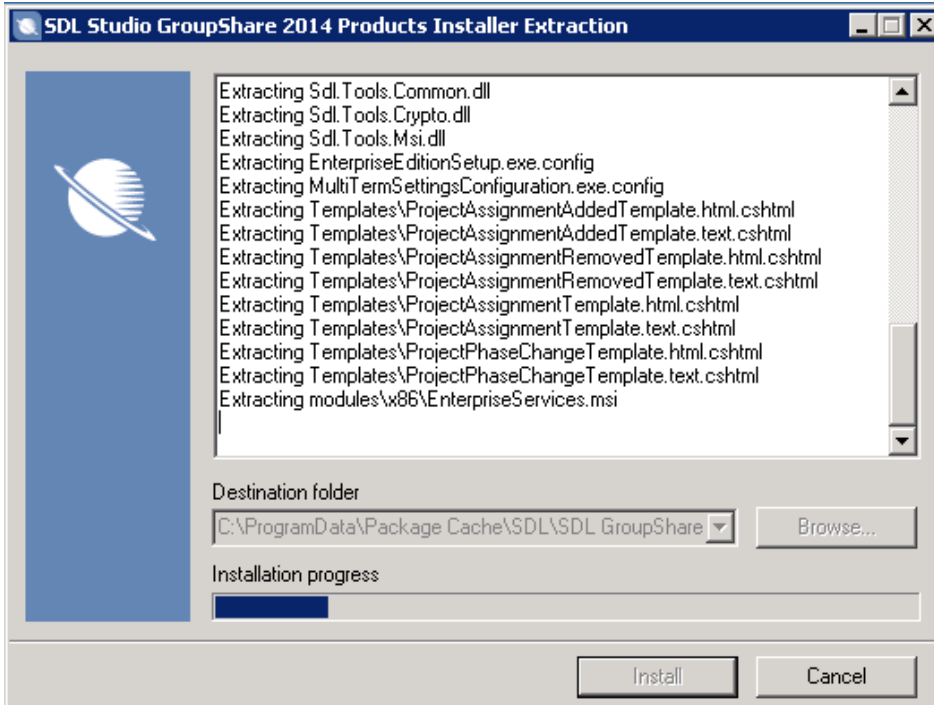 SDL Studio GroupShare 2014 Products Installer Extraction
Extracting Sdl.Tools.Common.dll
Extracting Sdl.Tools.Crypto.dll
Extracting Sdl.Tools.Msi.dll
Extracting EnterpriseEditionSetup.exe.config
Extracting MultiTermSettingsConfiguration.exe.config
Extracting Templates\ProjectAssignmentAddedTemplate.html.cshtml
Extracting Templates\ProjectAssignmentAddedTemplate.text.cshtml
Extracting Templates\ProjectAssignmentRemovedTemplate.html.cshtml
Extracting Templates\ProjectAssignmentRemovedTemplate.text.cshtml
Extracting Templates\ProjectAssignmentTemplate.html.cshtml
Extracting Templates\ProjectAssignmentTemplate.text.cshtml
Extracting Templates\ProjectPhaseChangeTemplate.html.cshtml
Extracting Templates\ProjectPhaseChangeTemplate.text.cshtml
Extracting modules\x86\EnterpriseServices.msi
Destination folder
C:\ProgramData\Package Cache\SDL\SDL GroupShare
Browse...
Installation progress
Install
Cancel